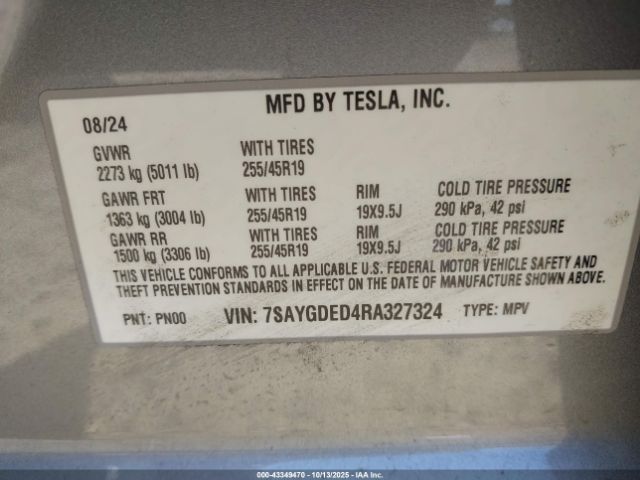 MFD BY TESLA, INC.
08/24
GVWR WITH TIRES
2273 kg (5011 lb) 255/45R19
GAWR FRT WITH TIRES RIM COLD TIRE PRESSURE
1363 kg (3004 lb) 255/45R19 19X9.5J 290 kPa, 42 psi
GAWR RR WITH TIRES RIM COLD TIRE PRESSURE
1500 kg (3306 lb) 255/45R19 19X9.5J 290 kPa, 42 psi
THIS VEHICLE CONFORMS TO ALL APPLICABLE U.S. FEDERAL MOTOR VEHICLE SAFETY AND
THEFT PREVENTION STANDARDS IN EFFECT ON THE DATE OF MANUFACTURE SHOWN ABOVE.
PNT: PN00 VIN: 7SAYGDED4RA327324 TYPE: MPV
000-43349470 - 10/13/2025 - IAAI.COM